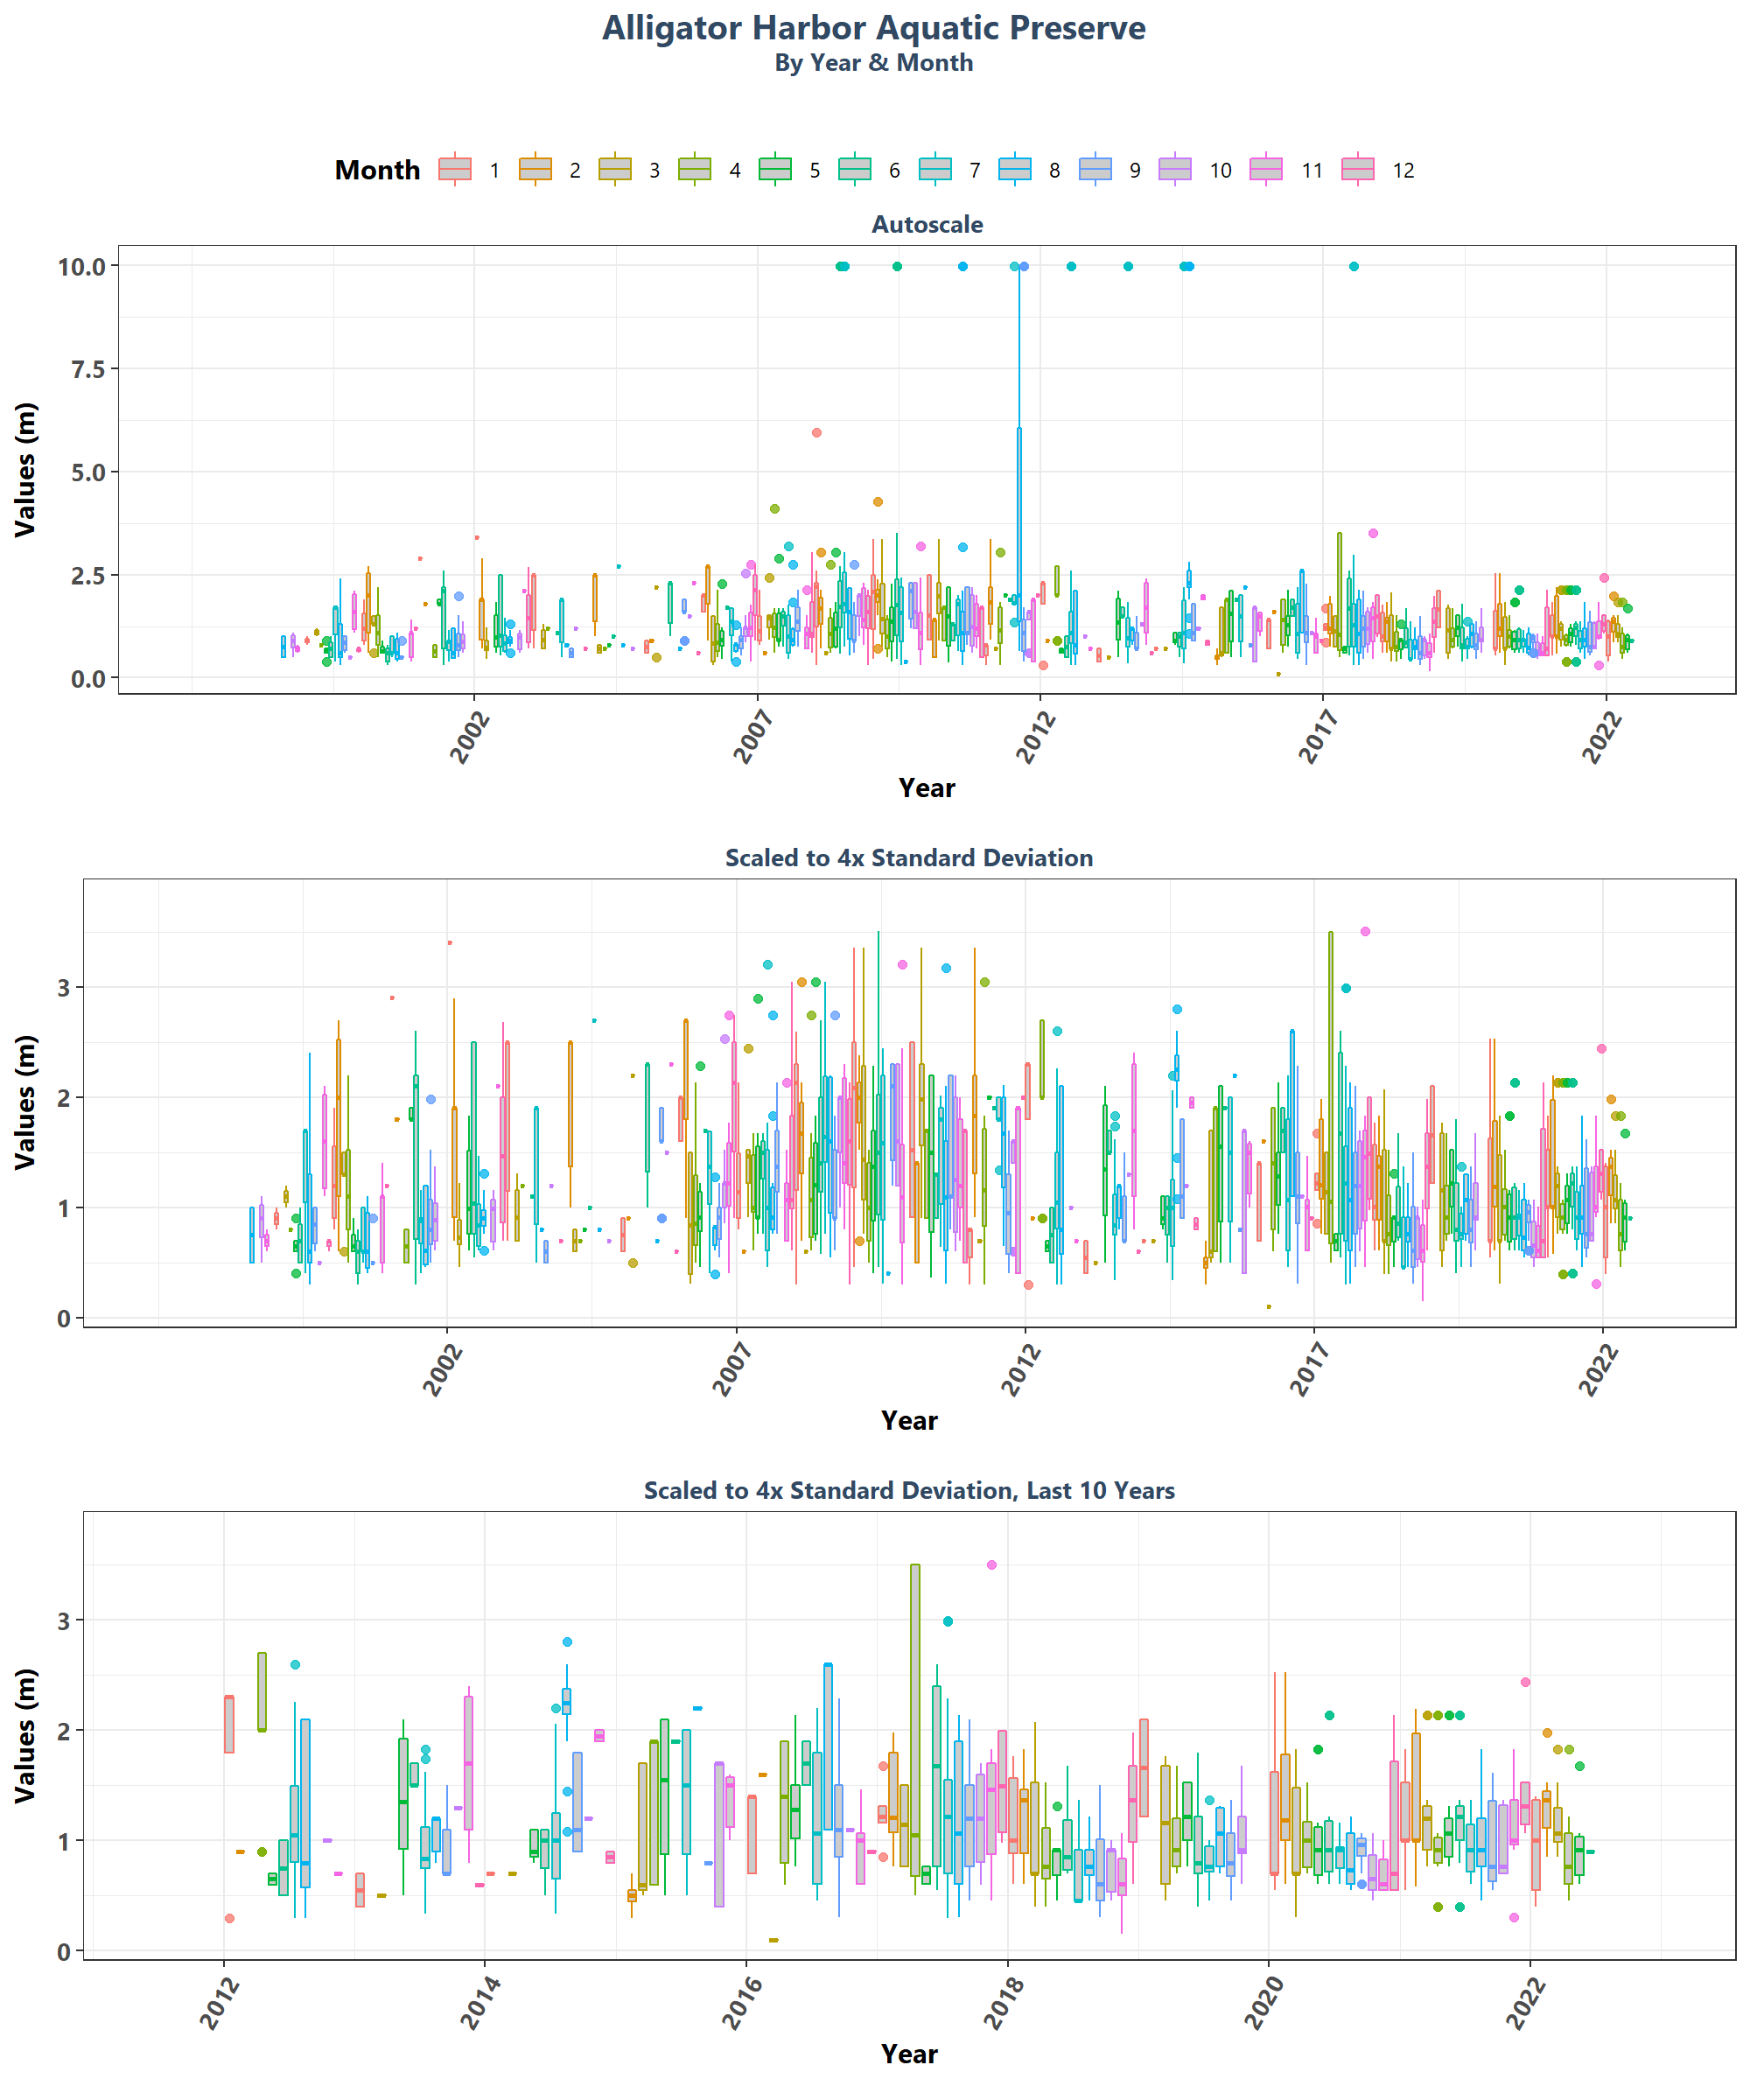 Alligator Harbor Aquatic Preserve
By Year & Month
Month 1 2 3 4 5 6 7 8 9 10 11 12
Autoscale
10.0
7.5
5.0
2.5
0.0
Values (m)
2002 2007 2012 2017 2022
Year
Scaled to 4x Standard Deviation
3
2
1
0
Values (m)
2002 2007 2012 2017 2022
Year
Scaled to 4x Standard Deviation, Last 10 Years
3
2
1
0
Values (m)
2012 2014 2016 2018 2020 2022
Year